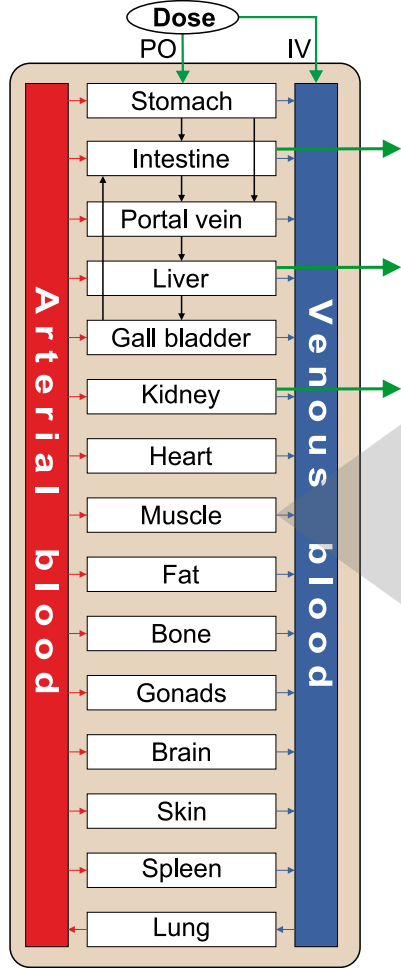 Dose
PO
IV
Stomach
Intestine
Portal vein
Liver
Gall bladder
Kidney
Heart
Muscle
Fat
Bone
Gonads
Brain
Skin
Spleen
Lung
Arterial blood
Venous blood